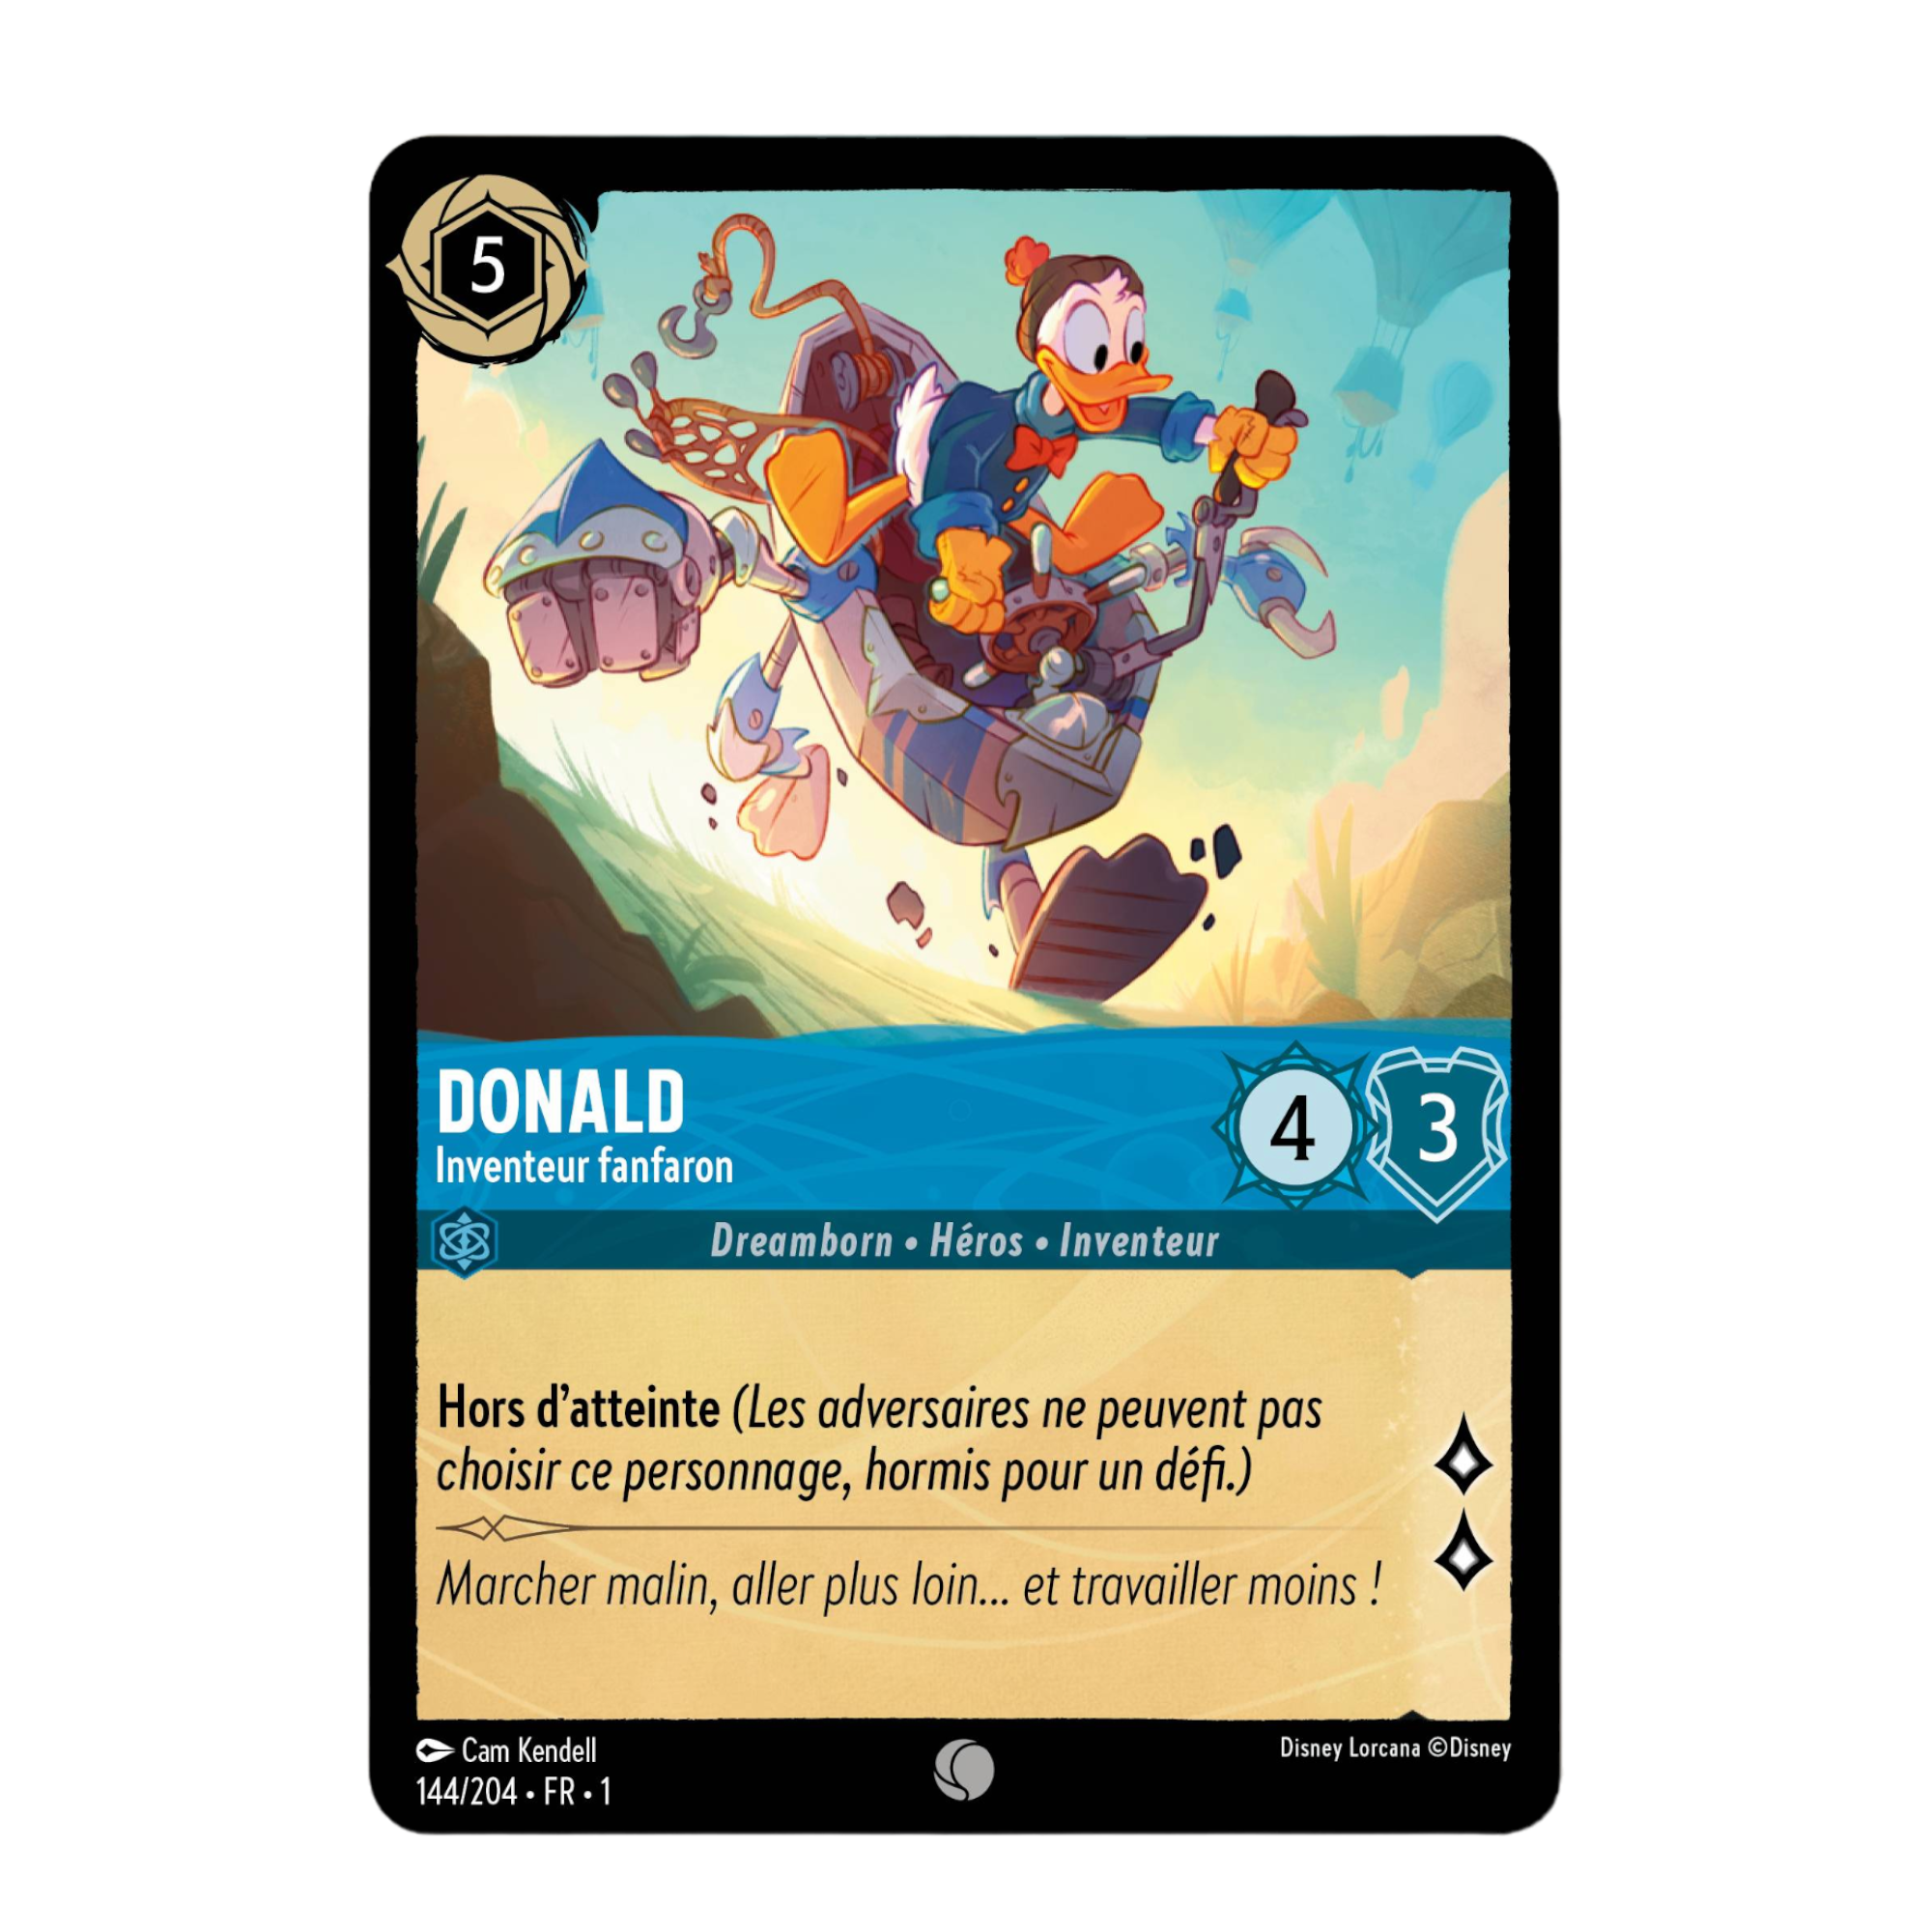 5
DONALD
Inventeur fanfaron
4
3
Dreamborn • Héros • Inventeur
Hors d'atteinte (Les adversaires ne peuvent pas
choisir ce personnage, hormis pour un défi.)
Marcher malin, aller plus loin... et travailler moins !
Cam Kendell
Disney Lorcana ©Disney
144/204 • FR • 1